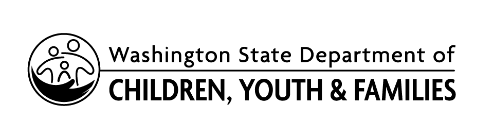 Washington State Department of
CHILDREN, YOUTH & FAMILIES